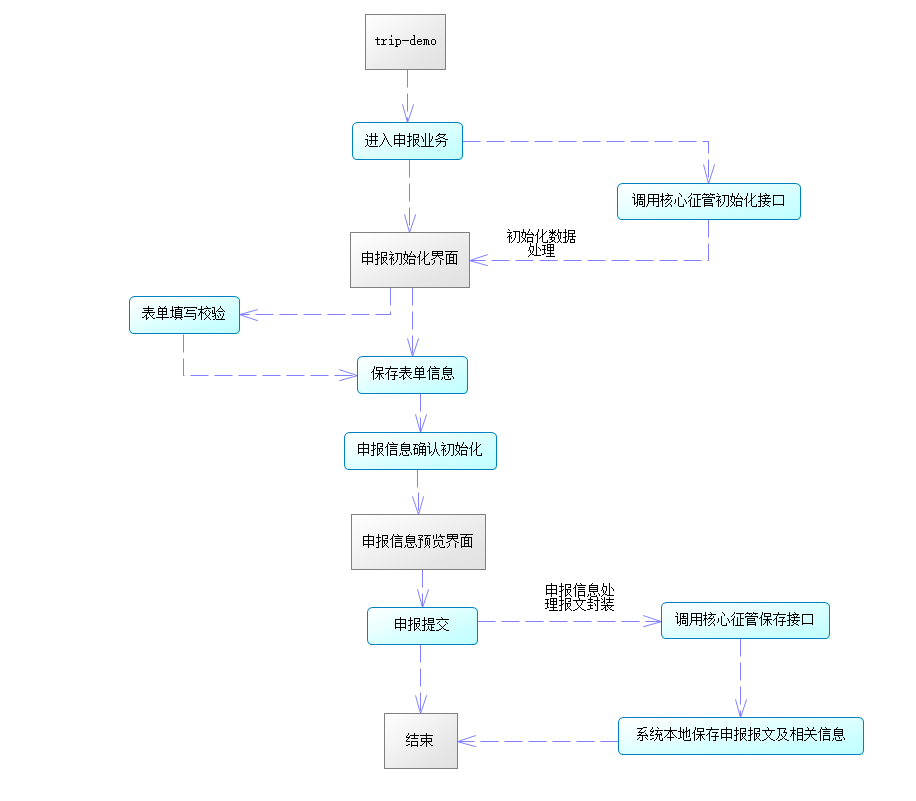 trip-demo
进入申报业务
调用核心征管初始化接口
初始化数据
处理
申报初始化界面
表单填写校验
保存表单信息
申报信息确认初始化
申报信息预览界面
申报信息处
理报文封装
申报提交
调用核心征管保存接口
系统本地保存申报报文及相关信息
结束